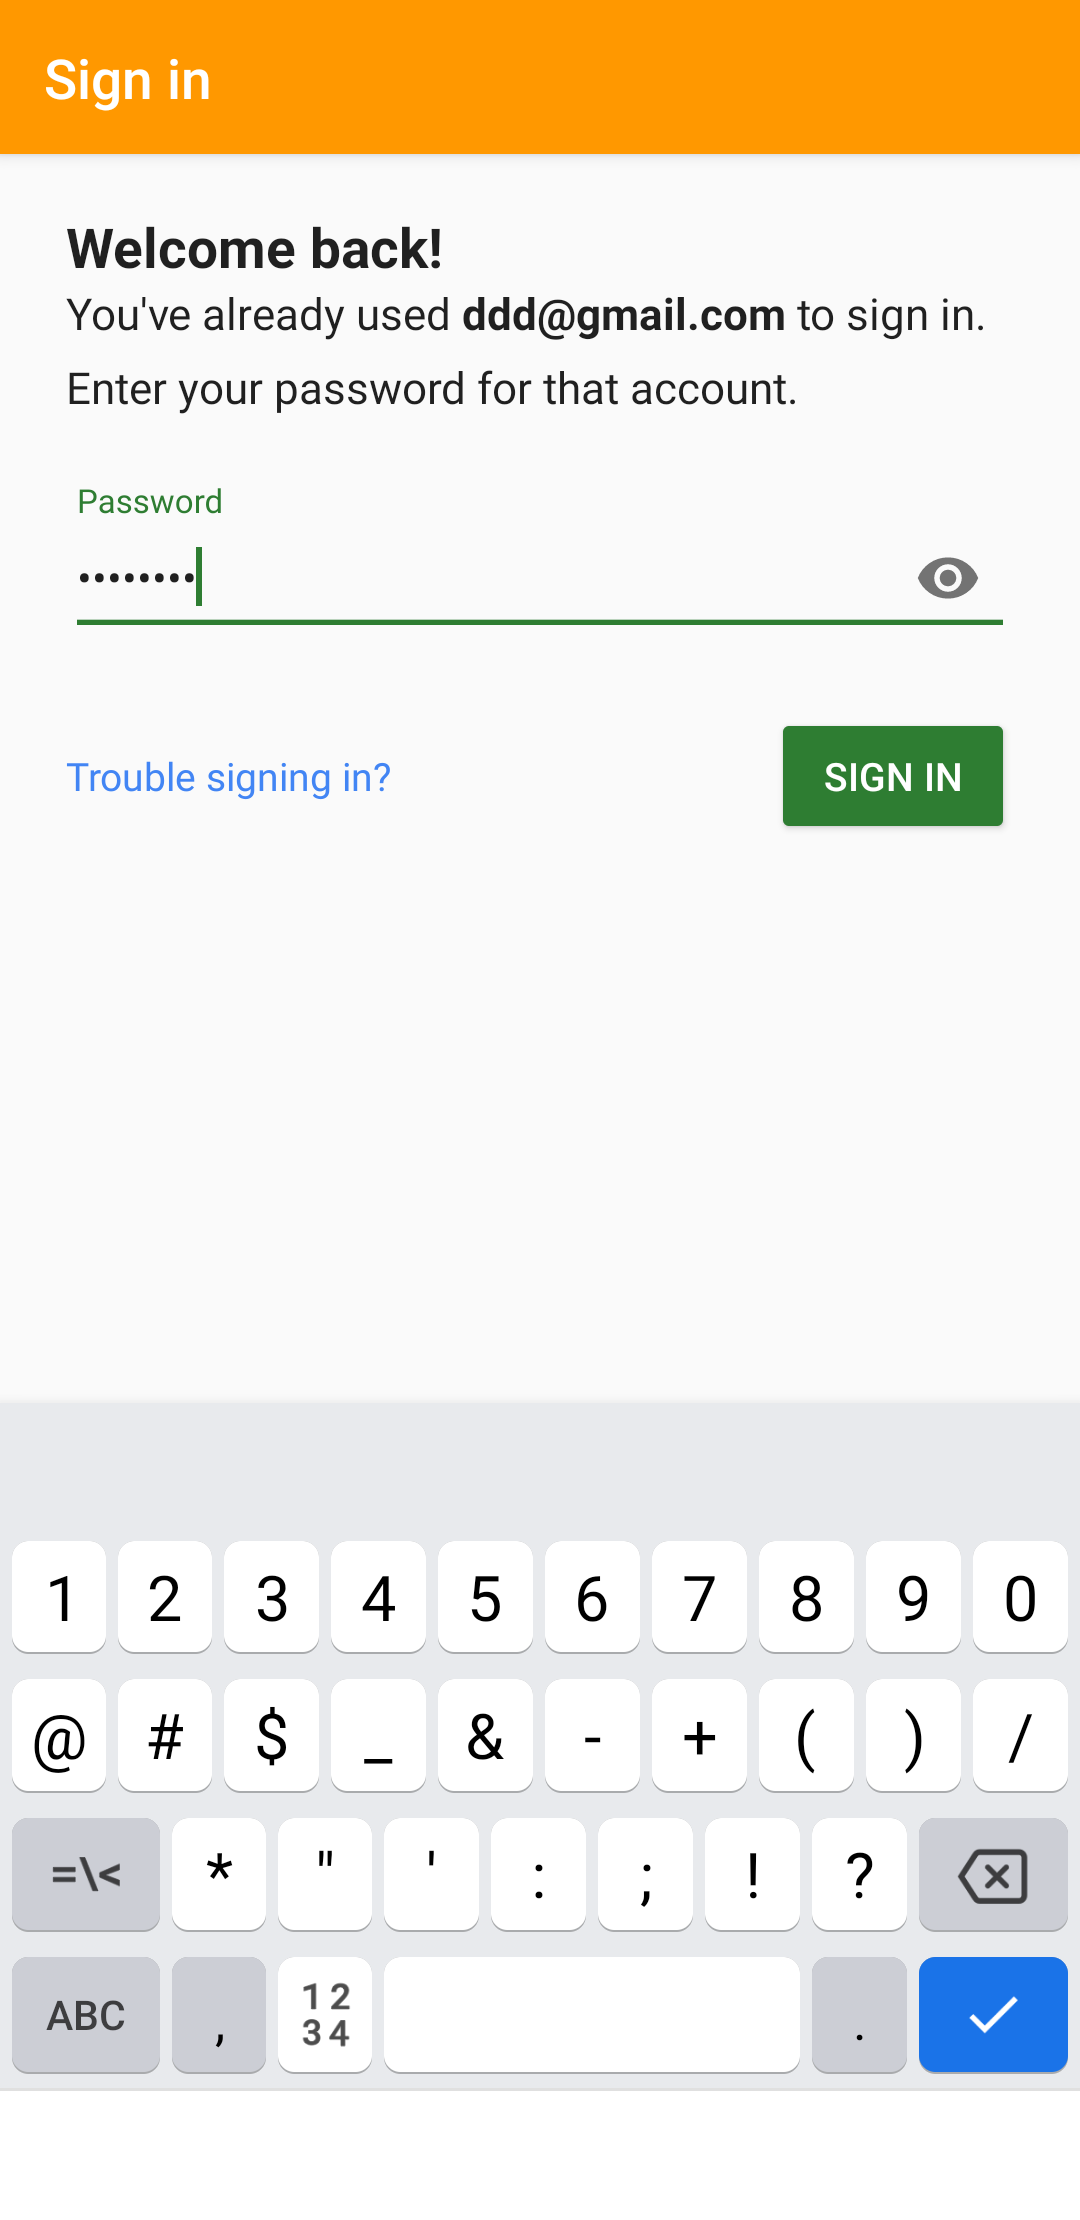 Sign in
Welcome back!
You've already used ddd@gmail.com to sign in.
Enter your password for that account.
Password
••••••••
Trouble signing in?
SIGN IN
1 2 3 4 5 6 7 8 9 0
@ # $ _ & - + ( ) /
=\< * " ' : ; ! ?
ABC , 1 2 3 4 .